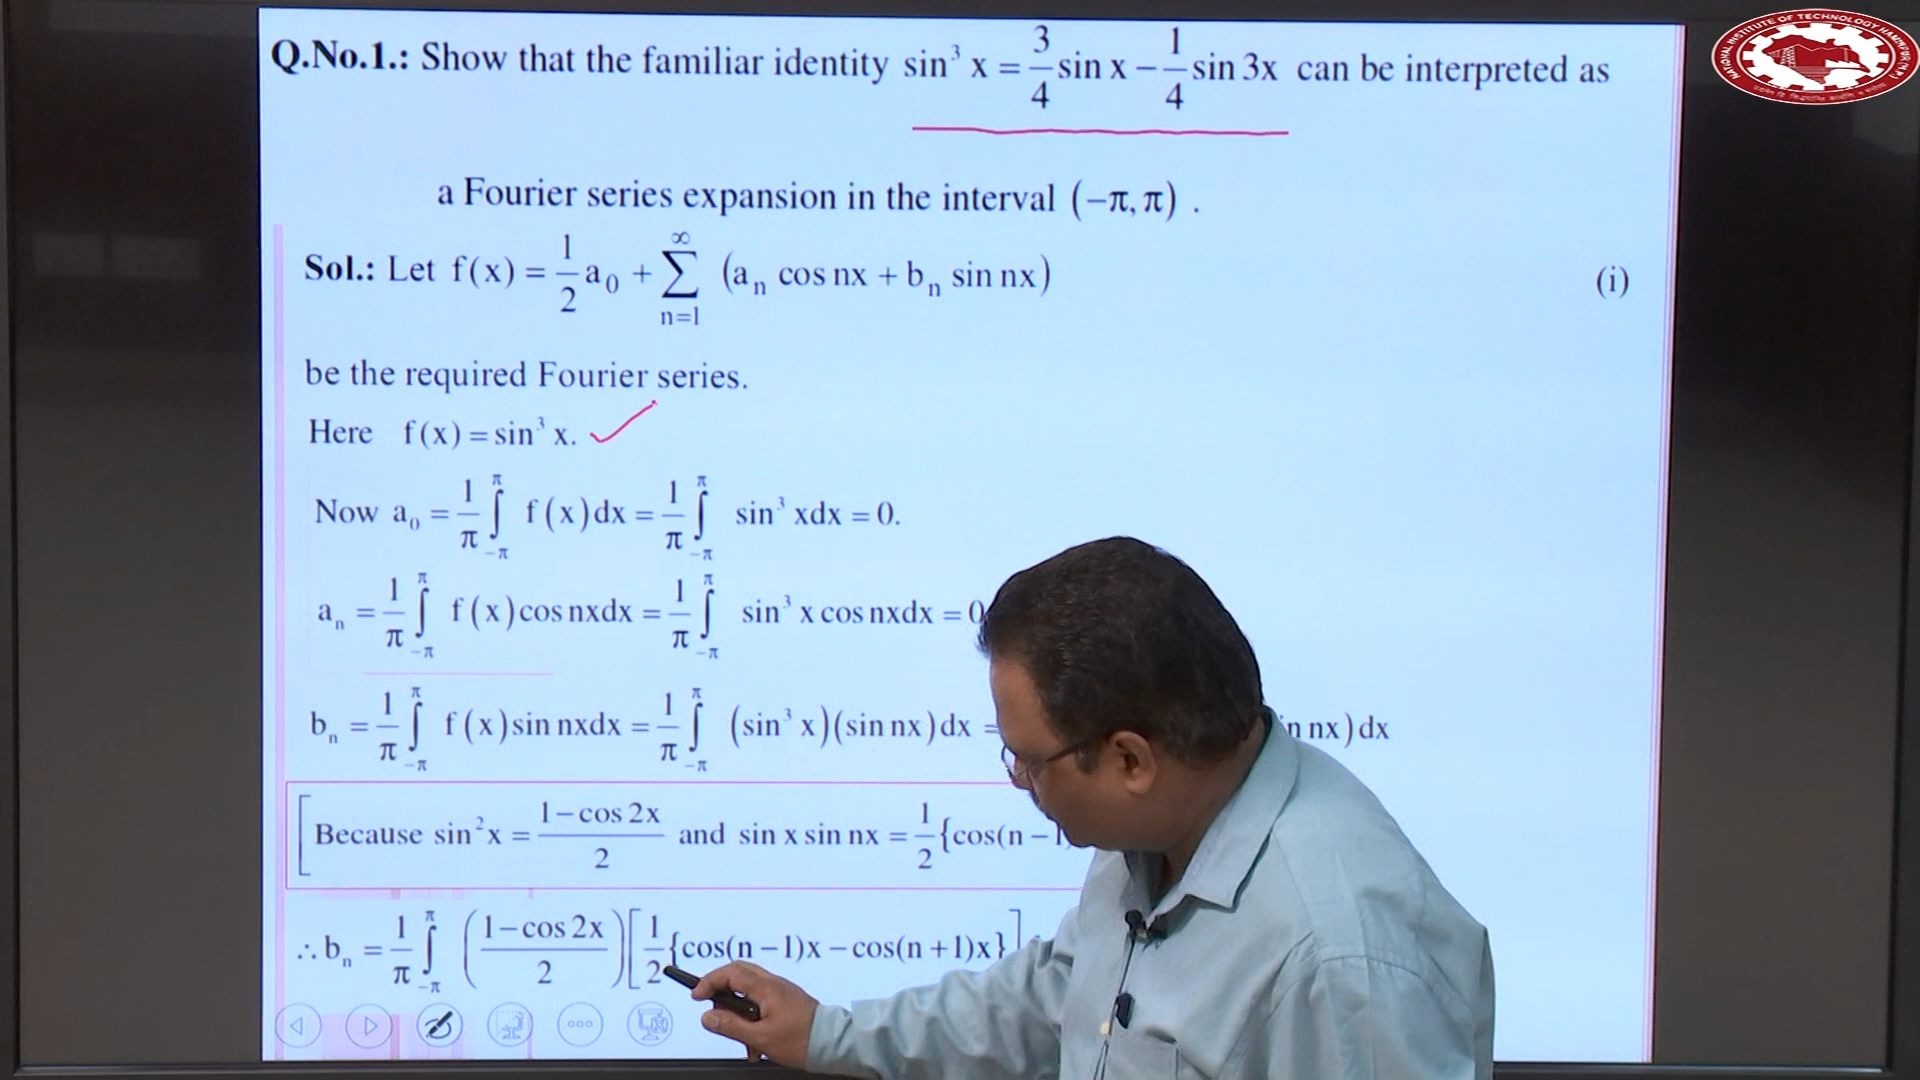 Q.No.1.: Show that the familiar identity sin³ x = 3/4 sin x − 1/4 sin 3x can be interpreted as
a Fourier series expansion in the interval (−π, π) .
Sol.: Let f(x) = 1/2 a₀ + ∑_{n=1}^{∞} (aₙ cos nx + bₙ sin nx) (i)
be the required Fourier series.
Here f(x) = sin³ x.
Now a₀ = 1/π ∫_{−π}^{π} f(x)dx = 1/π ∫_{−π}^{π} sin³ xdx = 0.
aₙ = 1/π ∫_{−π}^{π} f(x)cos nxdx = 1/π ∫_{−π}^{π} sin³ x cos nxdx = 0
bₙ = 1/π ∫_{−π}^{π} f(x)sin nxdx = 1/π ∫_{−π}^{π} (sin³ x)(sin nx)dx = nx)dx
[Because sin²x = (1−cos 2x)/2 and sin x sin nx = 1/2 {cos(n −
∴ bₙ = 1/π ∫_{−π}^{π} ((1−cos 2x)/2) [1/2 {cos(n −1)x − cos(n +1)x}]
NATIONAL INSTITUTE OF TECHNOLOGY HAMIRPUR (H.P.)